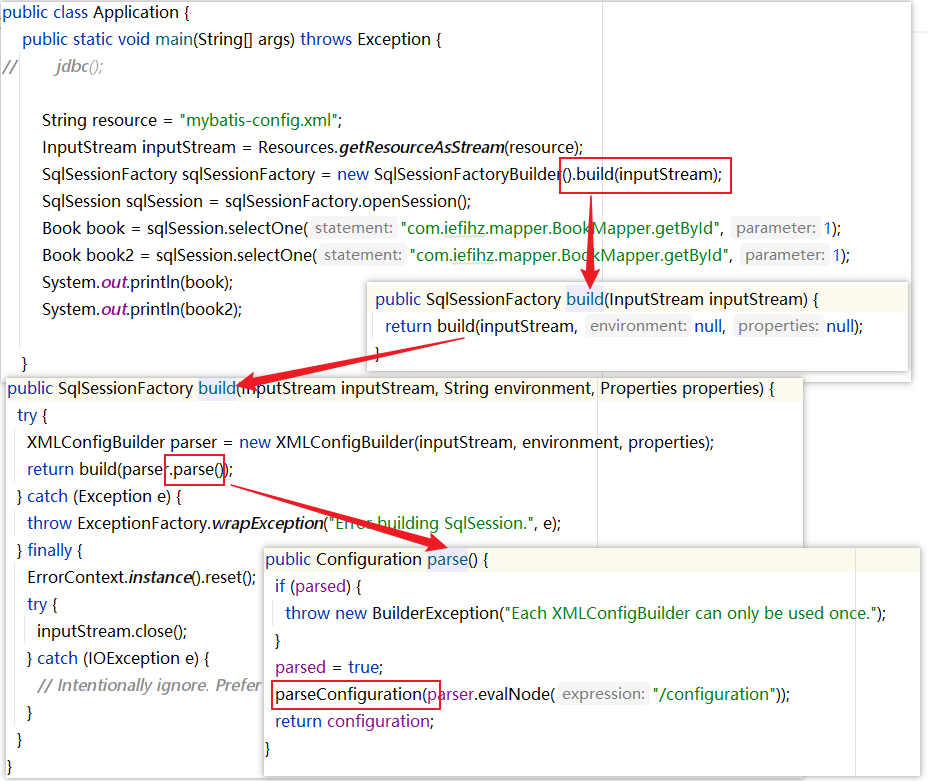 public class Application {
public static void main(String[] args) throws Exception {
// jdbc();
String resource = "mybatis-config.xml";
InputStream inputStream = Resources.getResourceAsStream(resource);
SqlSessionFactory sqlSessionFactory = new SqlSessionFactoryBuilder().build(inputStream);
SqlSession sqlSession = sqlSessionFactory.openSession();
Book book = sqlSession.selectOne( statement: "com.iefihz.mapper.BookMapper.getById", parameter: 1);
Book book2 = sqlSession.selectOne( statement: "com.iefihz.mapper.BookMapper.getById", parameter: 1);
System.out.println(book);
System.out.println(book2);
}
public SqlSessionFactory build(InputStream inputStream) {
return build(inputStream, environment: null, properties: null);
}
public SqlSessionFactory build(InputStream inputStream, String environment, Properties properties) {
try {
XMLConfigBuilder parser = new XMLConfigBuilder(inputStream, environment, properties);
return build(parser.parse());
} catch (Exception e) {
throw ExceptionFactory.wrapException("Error building SqlSession.", e);
} finally {
ErrorContext.instance().reset();
try {
inputStream.close();
} catch (IOException e) {
// Intentionally ignore. Prefer
}
}
}
public Configuration parse() {
if (parsed) {
throw new BuilderException("Each XMLConfigBuilder can only be used once.");
}
parsed = true;
parseConfiguration(parser.evalNode( expression: "/configuration"));
return configuration;
}